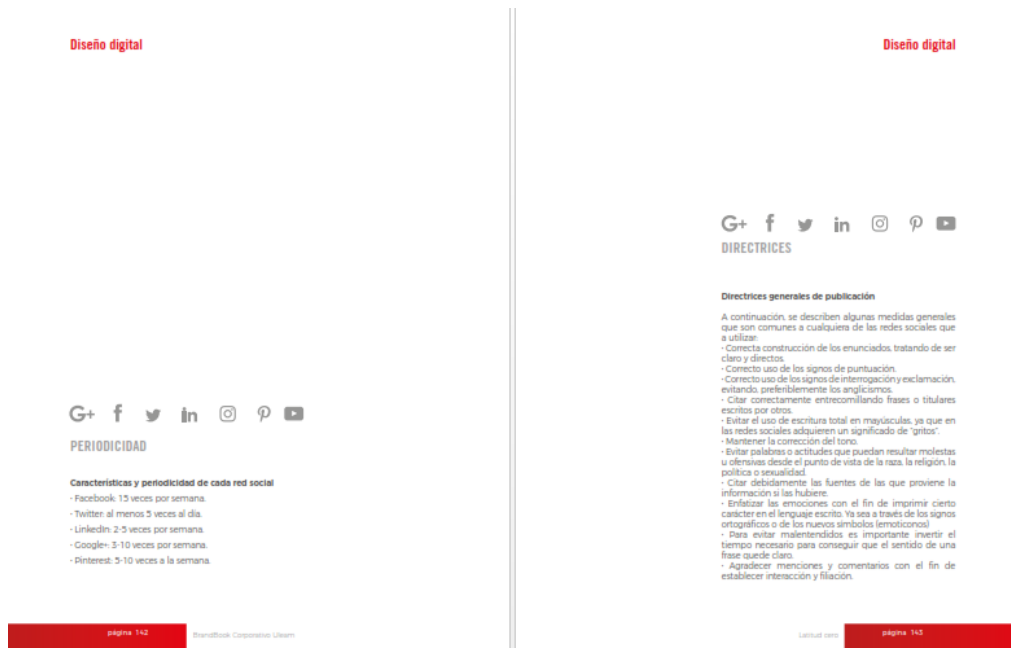 Diseño digital
G+ f in
PERIODICIDAD
Características y periodicidad de cada red social
• Facebook: 15 veces por semana.
• Twitter: al menos 5 veces al día.
• LinkedIn: 2-5 veces por semana.
• Google+: 3-10 veces por semana.
• Pinterest: 5-10 veces a la semana.
página 142
BrandBook Corporativo Uleam
Diseño digital
G+ f in
DIRECTRICES
Directrices generales de publicación
A continuación, se describen algunas medidas generales
que son comunes a cualquiera de las redes sociales que
a utilizar:
• Correcta construcción de los enunciados, tratando de ser
claro y directos.
• Correcto uso de los signos de puntuación.
• Correcto uso de los signos de interrogación y exclamación,
evitando, preferiblemente los anglicismos.
• Citar correctamente entrecomillando frases o titulares
escritos por otros.
• Evitar el uso de escritura total en mayúsculas, ya que en
las redes sociales adquieren un significado de "gritos".
• Mantener la corrección del tono.
• Evitar palabras o actitudes que puedan resultar molestas
u ofensivas desde el punto de vista de la raza, la religión, la
política o sexualidad.
• Citar debidamente las fuentes de las que proviene la
información si las hubiere.
• Enfatizar las emociones con el fin de imprimir cierto
carácter en el lenguaje escrito. Ya sea a través de los signos
ortográficos o de los nuevos símbolos (emoticonos)
• Para evitar malentendidos es importante invertir el
tiempo necesario para conseguir que el sentido de una
frase quede claro.
• Agradecer menciones y comentarios con el fin de
establecer interacción y filiación.
Latitud cero
página 143